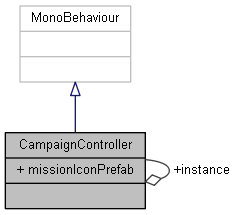 MonoBehaviour
CampaignController
+ missionIconPrefab
+instance